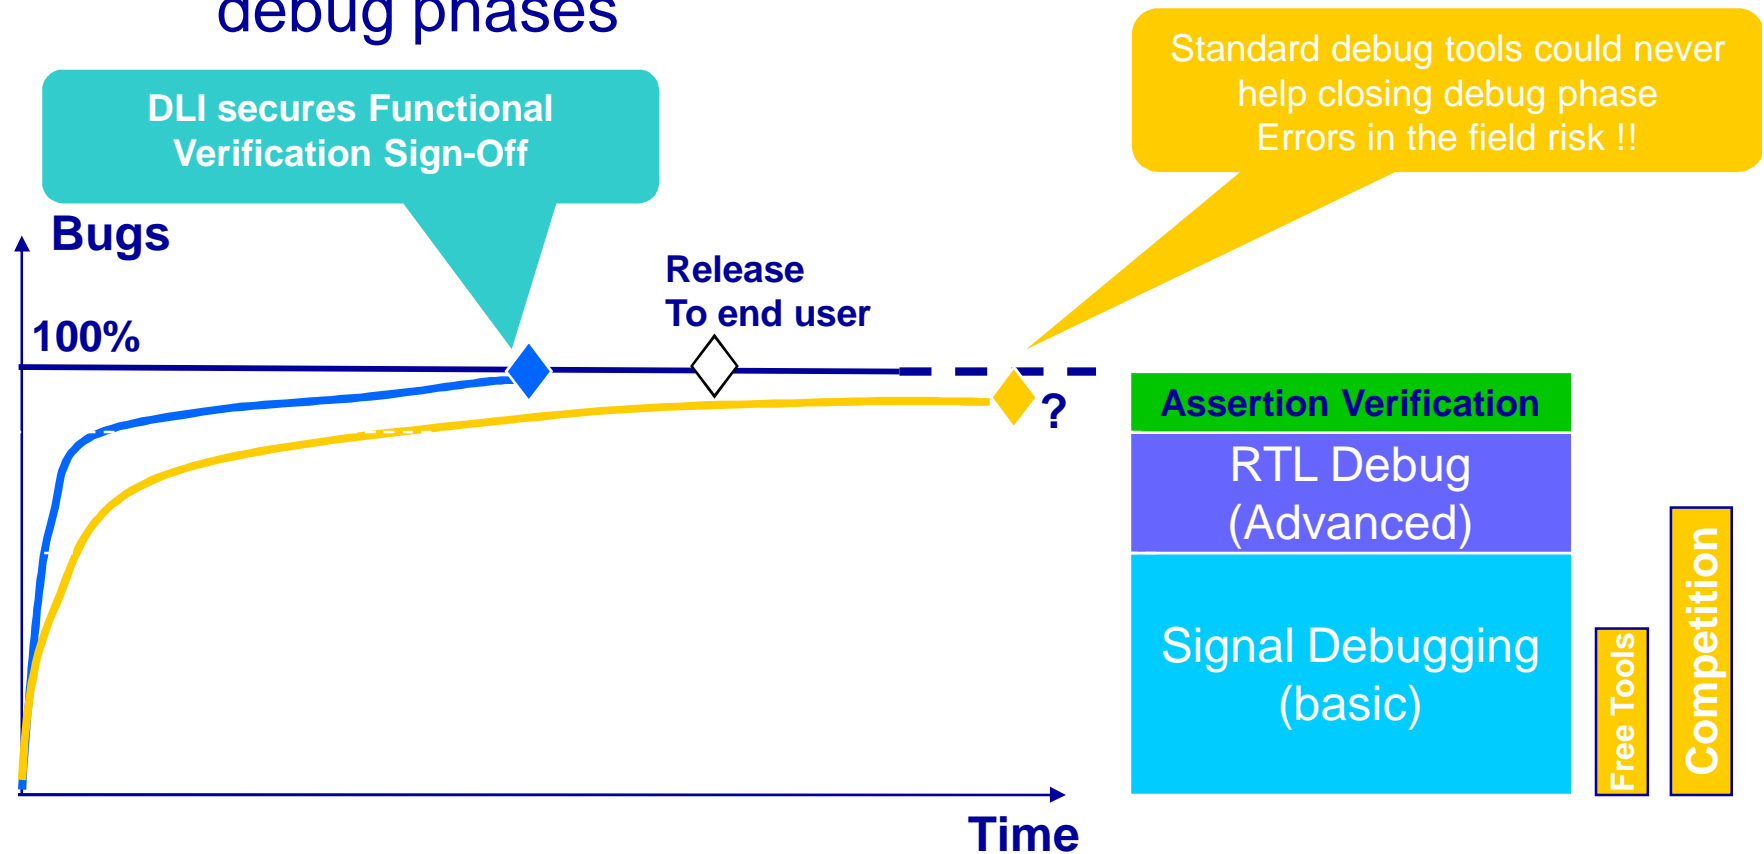 debug phases
DLI secures Functional
Verification Sign-Off
Standard debug tools could never
help closing debug phase
Errors in the field risk !!
Bugs
Release
To end user
100%
?
Assertion Verification
RTL Debug
(Advanced)
Signal Debugging
(basic)
Free Tools
Competition
Time